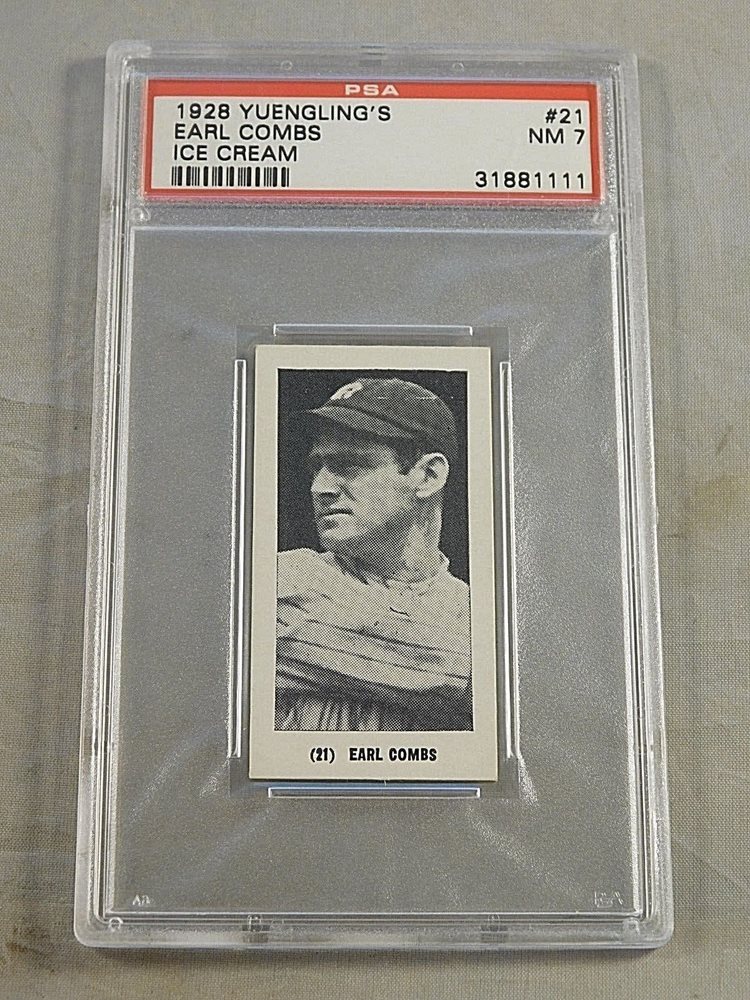 PSA
1928 YUENGLING'S #21
EARL COMBS NM 7
ICE CREAM
31881111
(21) EARL COMBS